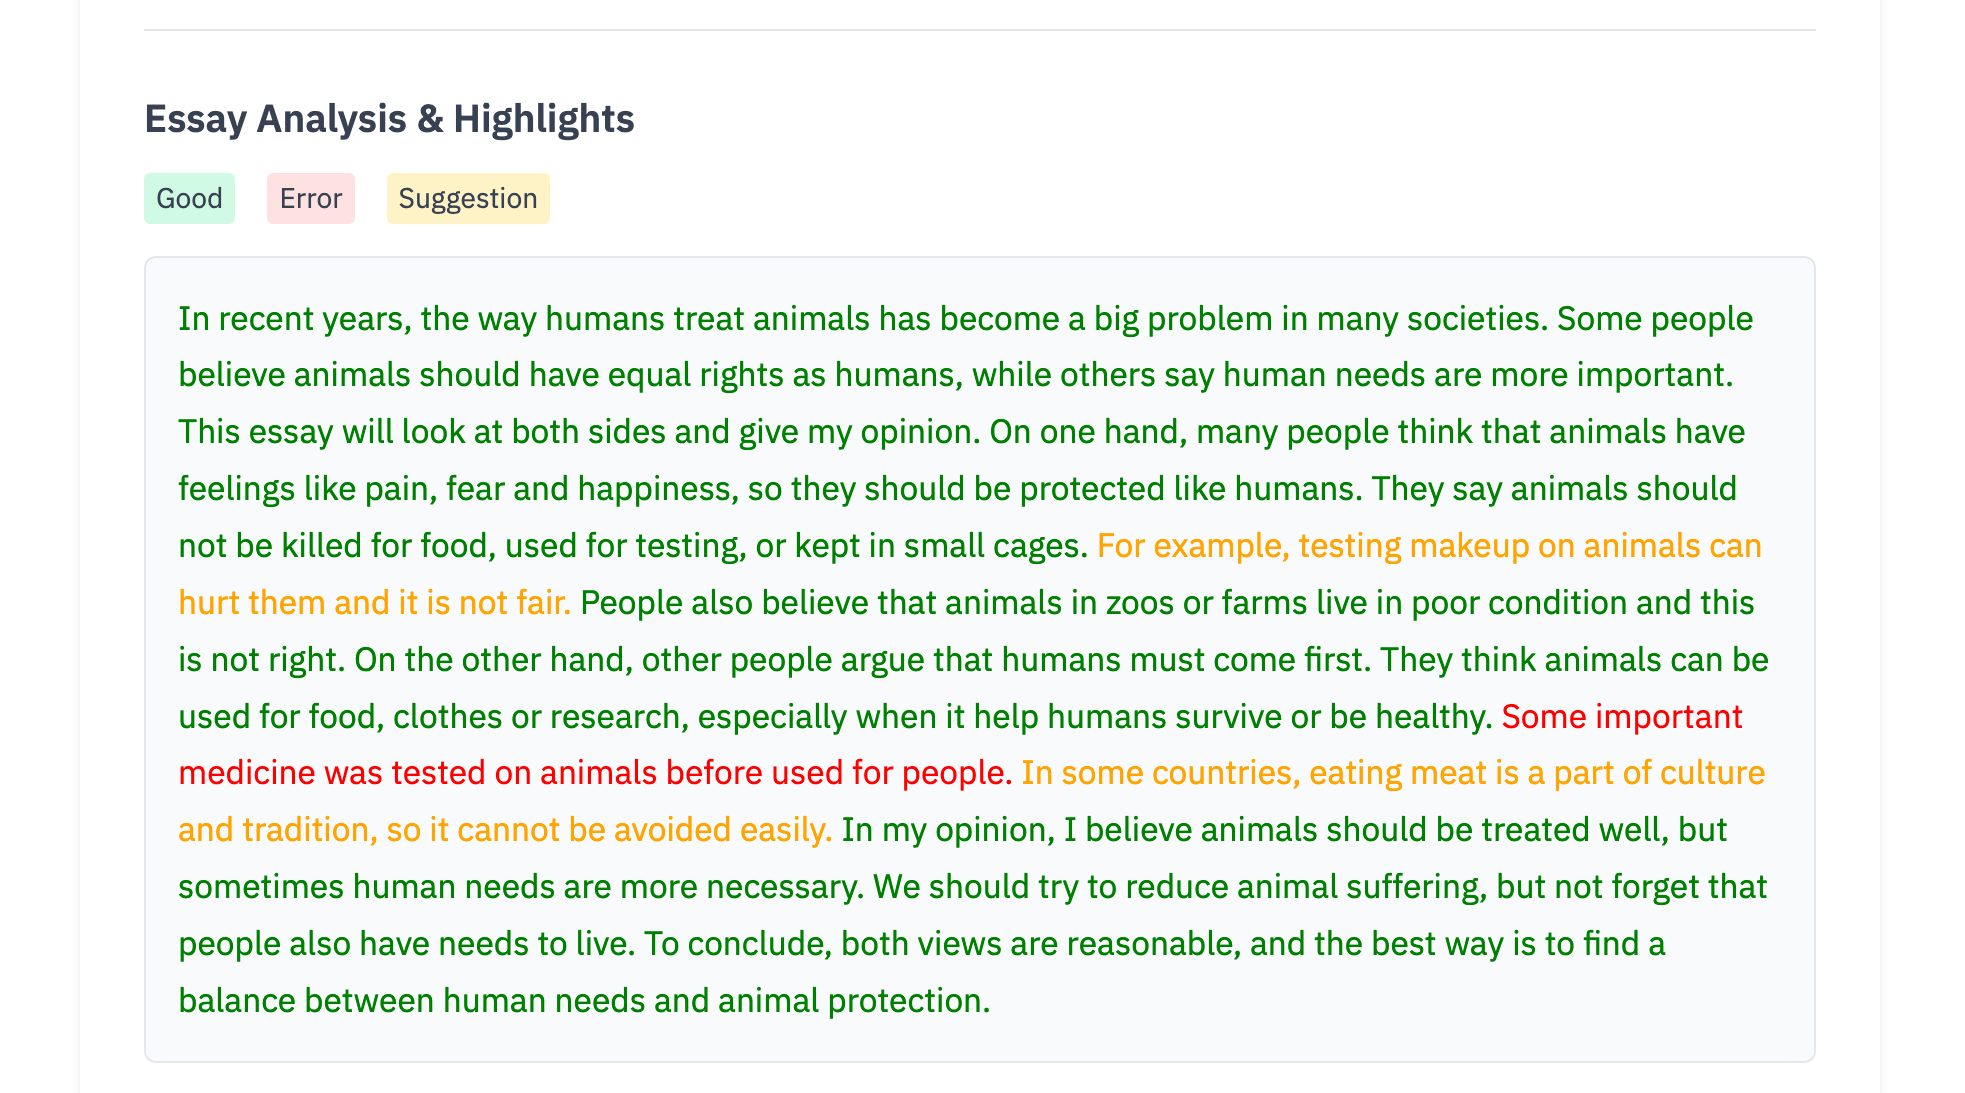 Essay Analysis & Highlights
Good Error Suggestion
In recent years, the way humans treat animals has become a big problem in many societies. Some people
believe animals should have equal rights as humans, while others say human needs are more important.
This essay will look at both sides and give my opinion. On one hand, many people think that animals have
feelings like pain, fear and happiness, so they should be protected like humans. They say animals should
not be killed for food, used for testing, or kept in small cages. For example, testing makeup on animals can
hurt them and it is not fair. People also believe that animals in zoos or farms live in poor condition and this
is not right. On the other hand, other people argue that humans must come first. They think animals can be
used for food, clothes or research, especially when it help humans survive or be healthy. Some important
medicine was tested on animals before used for people. In some countries, eating meat is a part of culture
and tradition, so it cannot be avoided easily. In my opinion, I believe animals should be treated well, but
sometimes human needs are more necessary. We should try to reduce animal suffering, but not forget that
people also have needs to live. To conclude, both views are reasonable, and the best way is to find a
balance between human needs and animal protection.